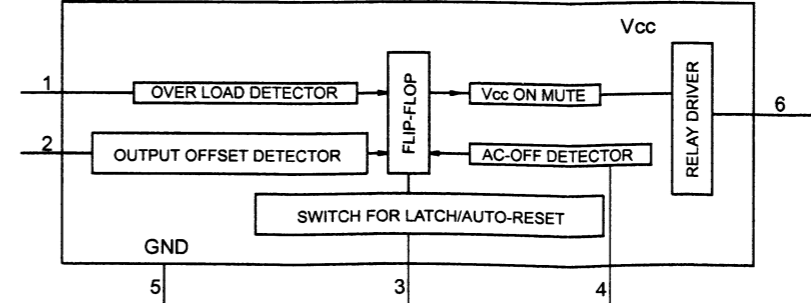 Vcc
1
OVER LOAD DETECTOR
FLIP-FLOP
Vcc ON MUTE
RELAY DRIVER
6
2
OUTPUT OFFSET DETECTOR
AC-OFF DETECTOR
SWITCH FOR LATCH/AUTO-RESET
GND
5
3
4